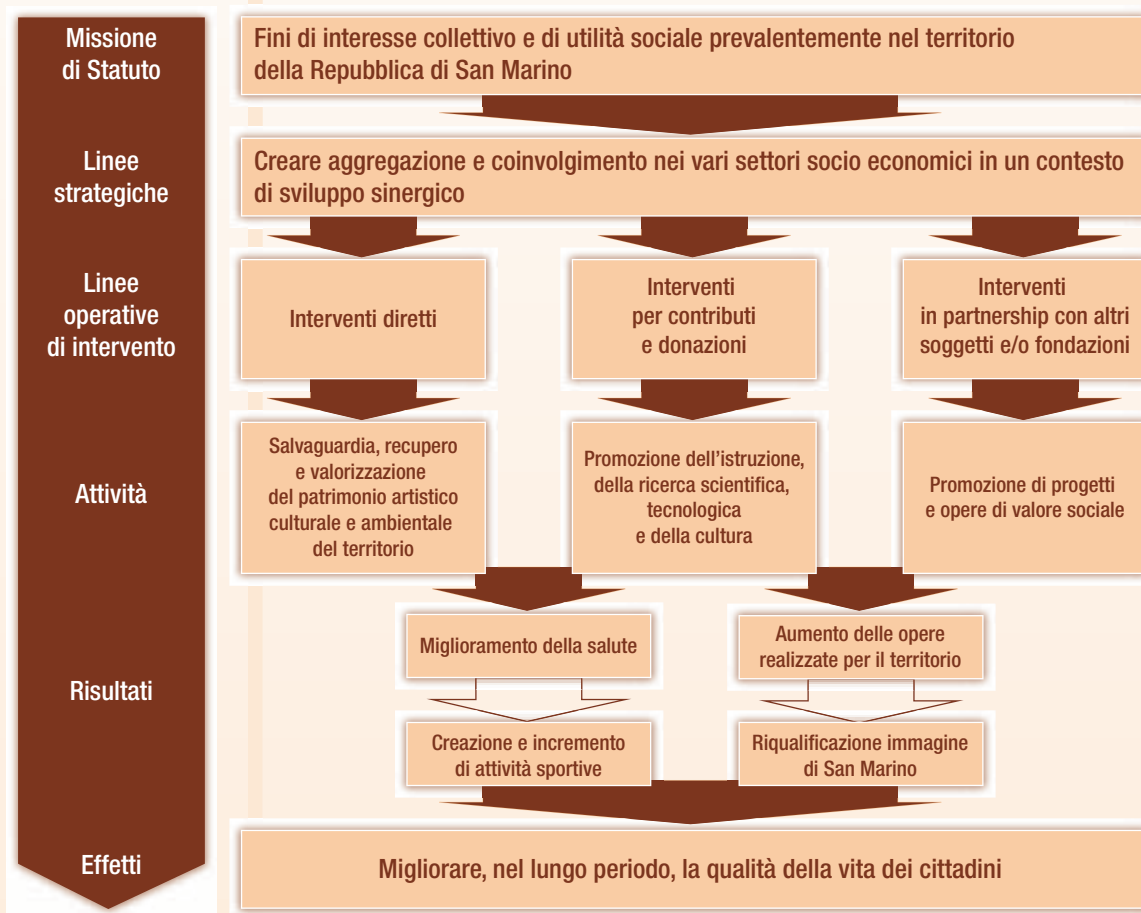 Missione
di Statuto
Fini di interesse collettivo e di utilità sociale prevalentemente nel territorio
della Repubblica di San Marino
Linee
strategiche
Creare aggregazione e coinvolgimento nei vari settori socio economici in un contesto
di sviluppo sinergico
Linee
operative
di intervento
Interventi diretti
Interventi
per contributi
e donazioni
Interventi
in partnership con altri
soggetti e/o fondazioni
Attività
Salvaguardia, recupero
e valorizzazione
del patrimonio artistico
culturale e ambientale
del territorio
Promozione dell’istruzione,
della ricerca scientifica,
tecnologica
e della cultura
Promozione di progetti
e opere di valore sociale
Risultati
Miglioramento della salute
Aumento delle opere
realizzate per il territorio
Creazione e incremento
di attività sportive
Riqualificazione immagine
di San Marino
Effetti
Migliorare, nel lungo periodo, la qualità della vita dei cittadini